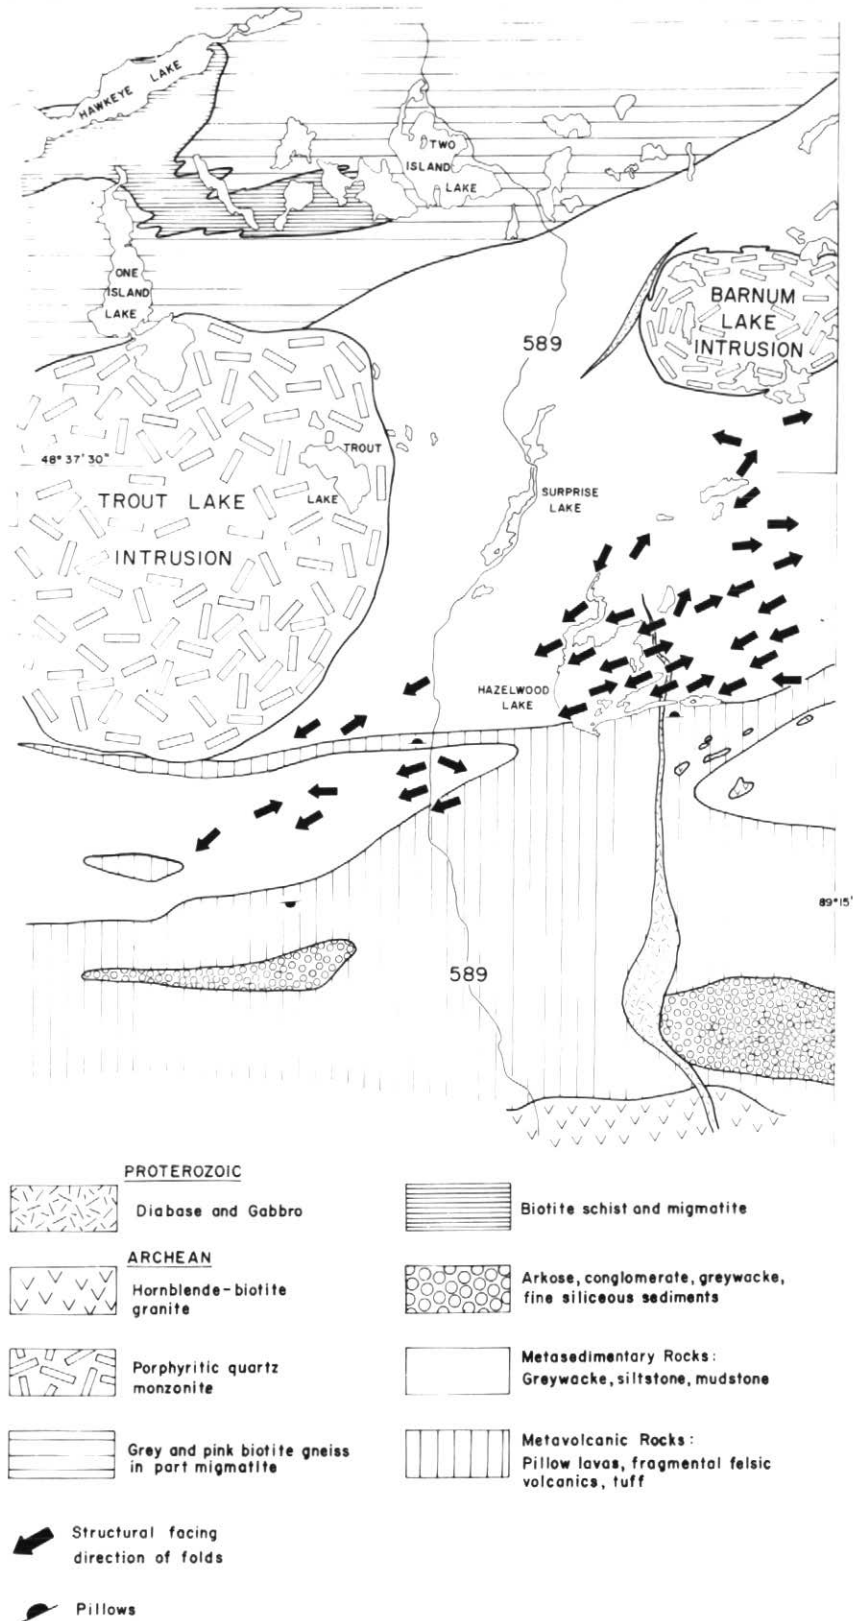 HAWKEYE LAKE
TWO
ISLAND
LAKE
ONE
ISLAND
LAKE
BARNUM
LAKE
INTRUSION
589
48° 37' 30"
TROUT
LAKE
TROUT LAKE
INTRUSION
SURPRISE
LAKE
HAZELWOOD
LAKE
89° 15'
589
PROTEROZOIC
Diabase and Gabbro
ARCHEAN
Hornblende-biotite
granite
Porphyritic quartz
monzonite
Grey and pink biotite gneiss
in part migmatite
Structural facing
direction of folds
Pillows
Biotite schist and migmatite
Arkose, conglomerate, greywacke,
fine siliceous sediments
Metasedimentary Rocks:
Greywacke, siltstone, mudstone
Metavolcanic Rocks:
Pillow lavas, fragmental felsic
volcanics, tuff